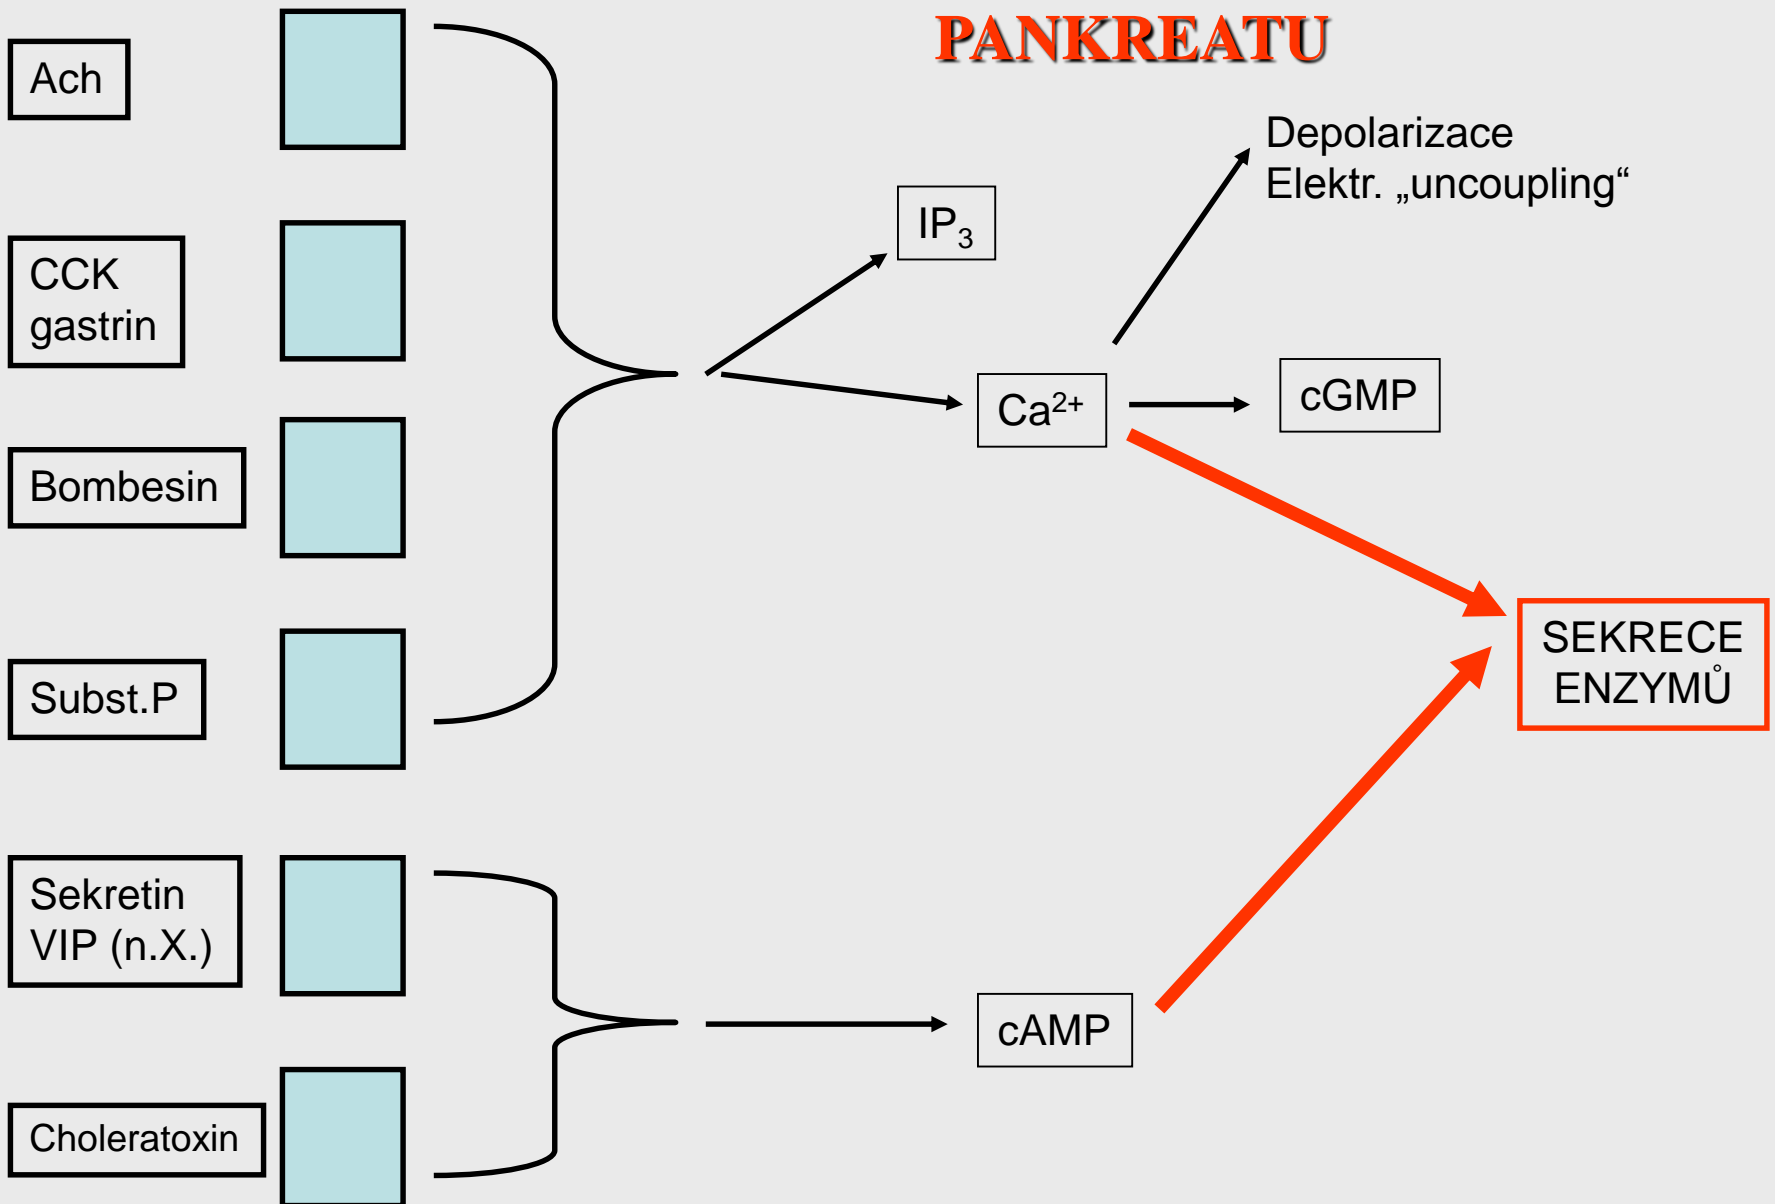 PANKREATU
Ach
Depolarizace
Elektr. „uncoupling“
IP₃
CCK
gastrin
Ca²⁺
cGMP
Bombesin
SEKRECE
ENZYMŮ
Subst.P
Sekretin
VIP (n.X.)
cAMP
Choleratoxin